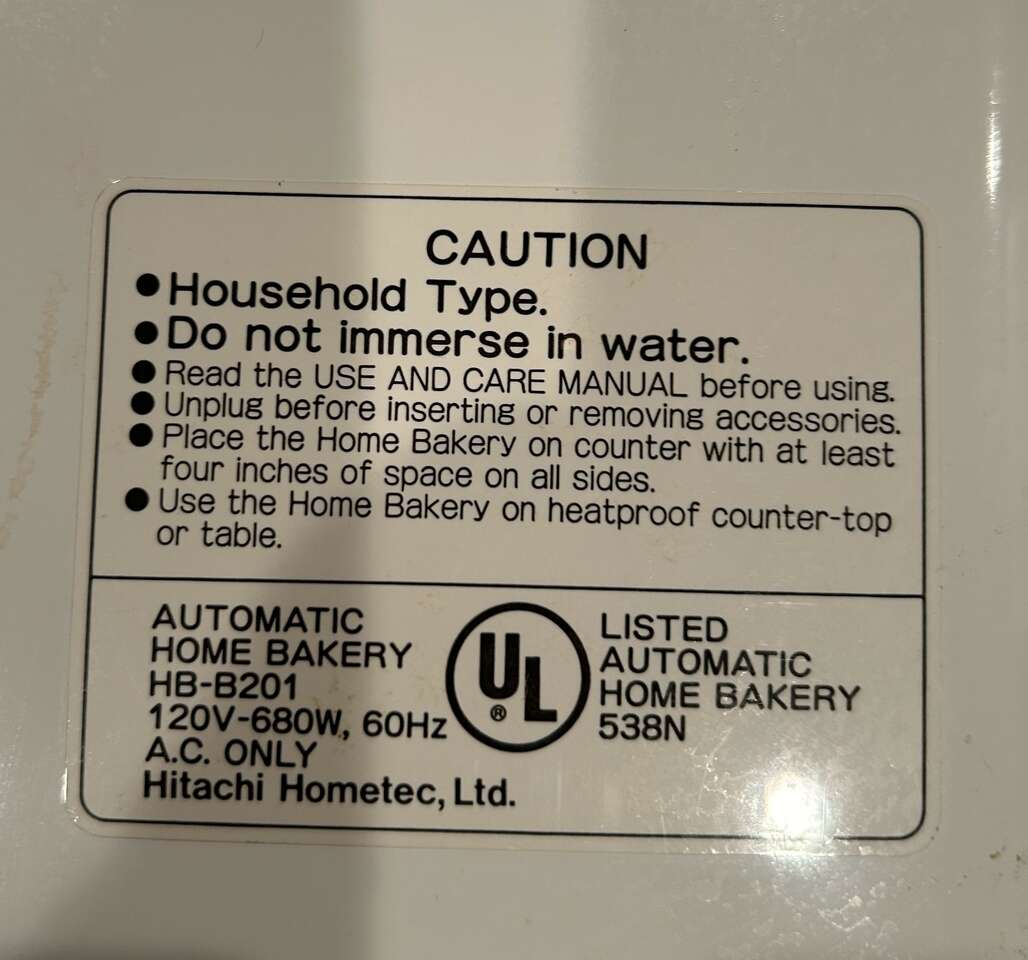 CAUTION
●Household Type.
●Do not immerse in water.
●Read the USE AND CARE MANUAL before using.
●Unplug before inserting or removing accessories.
●Place the Home Bakery on counter with at least
four inches of space on all sides.
●Use the Home Bakery on heatproof counter-top
or table.
AUTOMATIC
HOME BAKERY
HB-B201
120V-680W, 60Hz
A.C. ONLY
Hitachi Hometec, Ltd.
UL
®
LISTED
AUTOMATIC
HOME BAKERY
538N